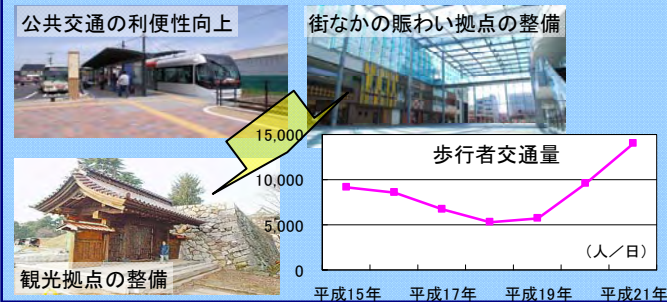 公共交通の利便性向上
街なかの賑わい拠点の整備
観光拠点の整備
歩行者交通量
15,000
10,000
5,000
0
(人／日)
平成15年
平成17年
平成19年
平成21年